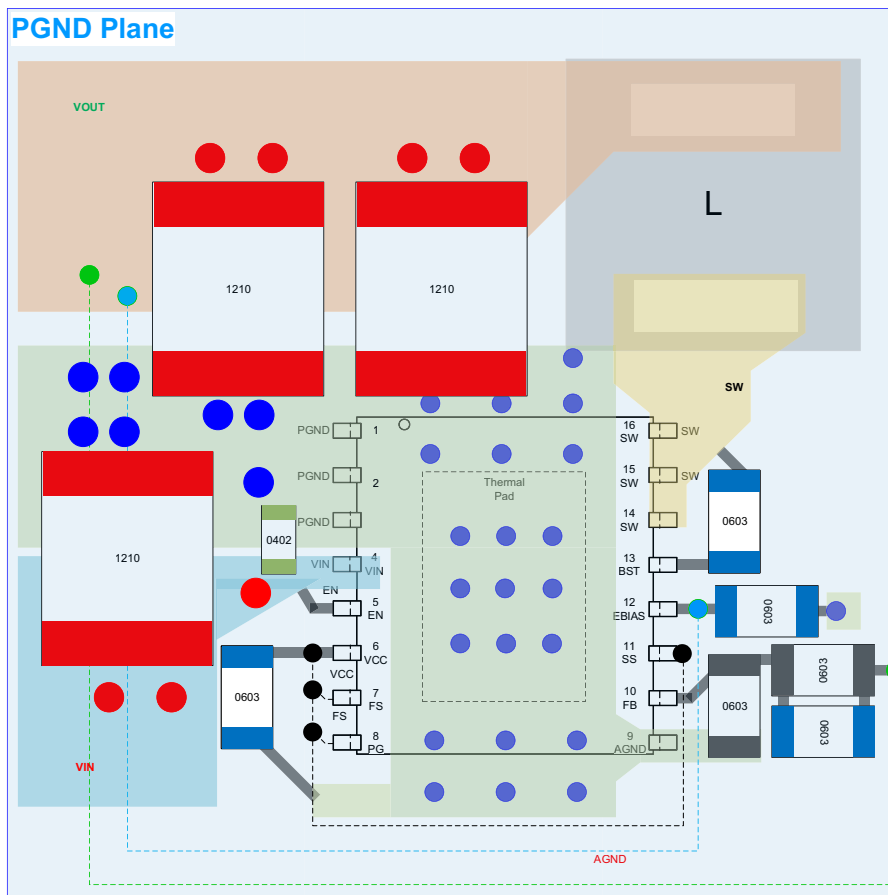 PGND Plane
VOUT
L
1210
1210
SW
PGND
1
16
SW
SW
PGND
2
Thermal
Pad
15
SW
SW
PGND
14
SW
0603
0402
1210
VIN
4
VIN
13
BST
EN
5
EN
12
EBIAS
0603
6
VCC
VCC
11
SS
0603
0603
7
FS
FS
10
FB
0603
0603
8
PG
9
AGND
VIN
AGND